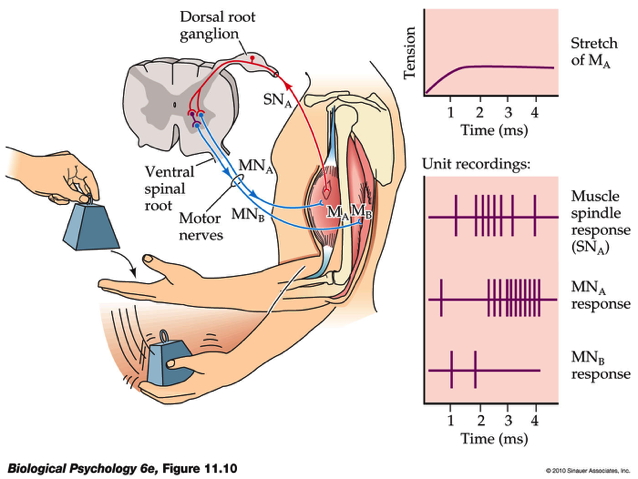 Dorsal root
ganglion
SNA
Ventral
spinal
root
Motor
nerves
MNA
MNB
MA MB
Tension
Stretch
of MA
1 2 3 4
Time (ms)
Unit recordings:
Muscle
spindle
response
(SNA)
MNA
response
MNB
response
1 2 3 4
Time (ms)
Biological Psychology 6e, Figure 11.10
© 2010 Sinauer Associates, Inc.